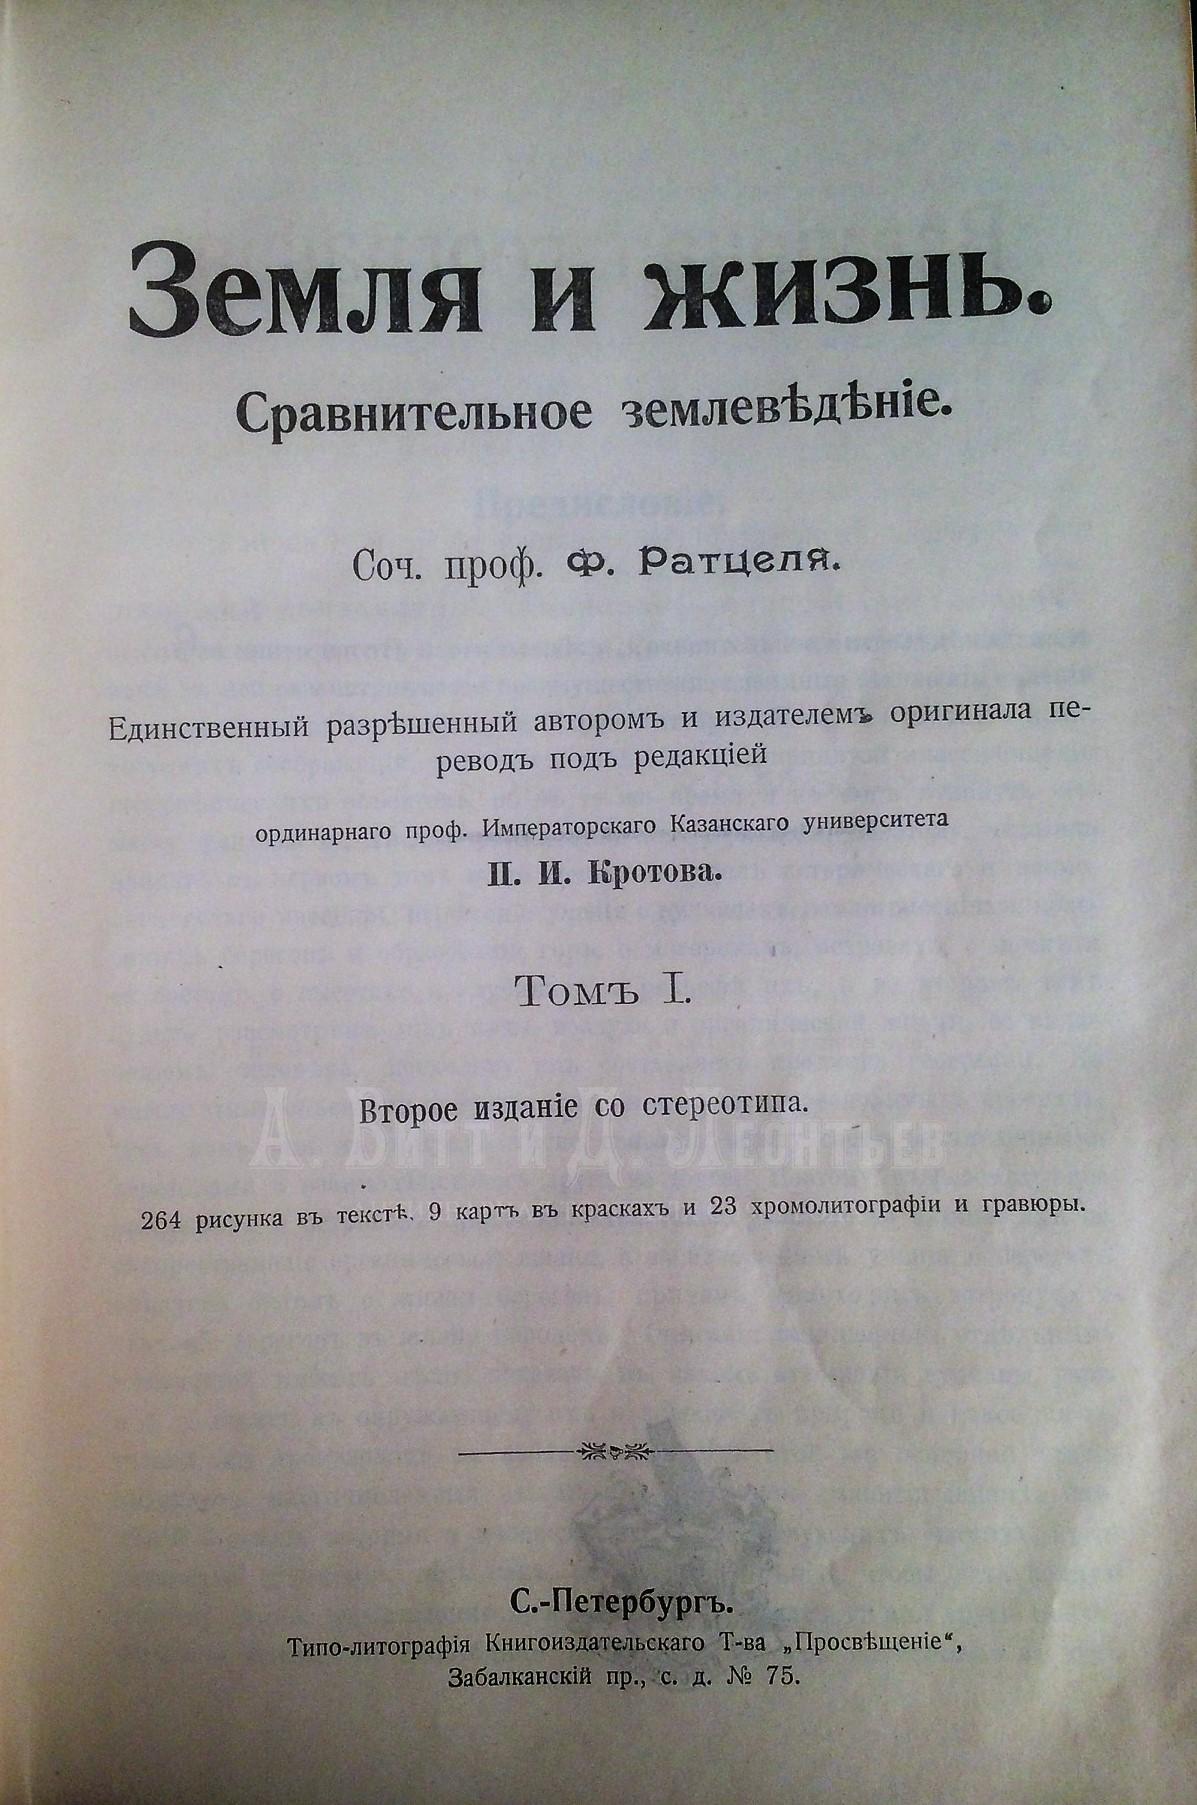 Земля и жизнь.
Сравнительное землевѣдѣніе.
Соч. проф. Ф. Ратцеля.
Единственный разрѣшенный авторомъ и издателемъ оригинала пе-
реводъ подъ редакціей
ординарнаго проф. Императорскаго Казанскаго университета
П. И. Кротова.
Томъ I.
Второе изданіе со стереотипа.
А. Витт и Д. Леонтьев
264 рисунка въ текстѣ, 9 картъ въ краскахъ и 23 хромолитографіи и гравюры.
С.-Петербургъ.
Типо-литографія Книгоиздательскаго Т-ва „Просвѣщеніе“,
Забалканскій пр., с. д. № 75.